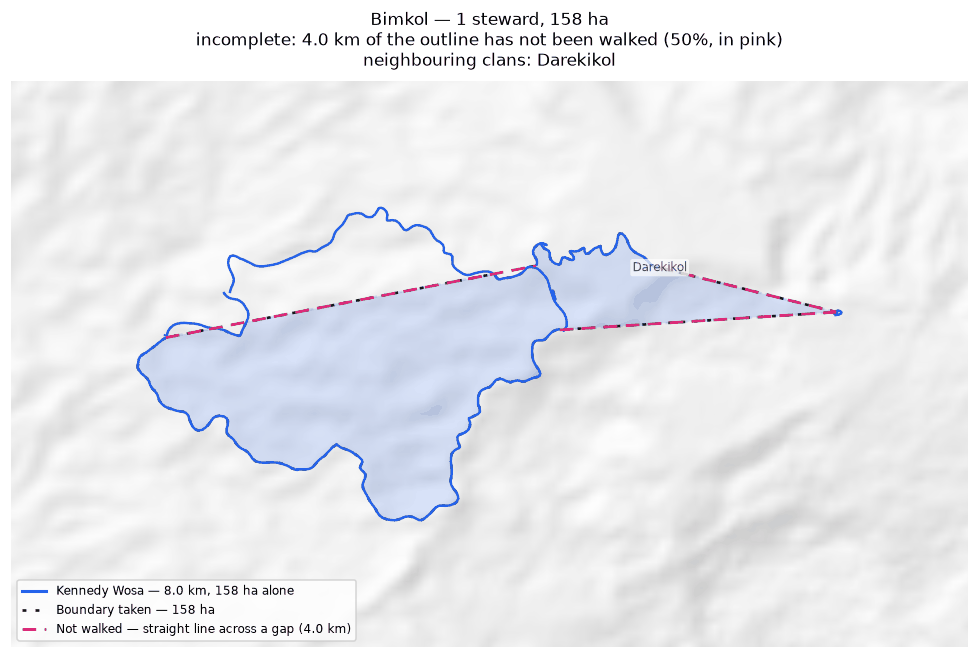 Bimkol — 1 steward, 158 ha
incomplete: 4.0 km of the outline has not been walked (50%, in pink)
neighbouring clans: Darekikol
Darekikol
Kennedy Wosa — 8.0 km, 158 ha alone
Boundary taken — 158 ha
Not walked — straight line across a gap (4.0 km)